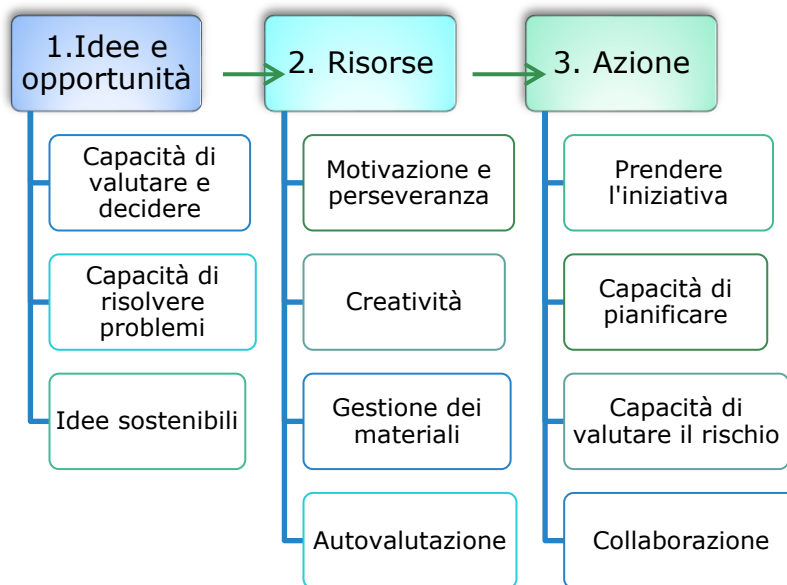 1.Idee e
opportunità
Capacità di
valutare e
decidere
Capacità di
risolvere
problemi
Idee sostenibili
2. Risorse
Motivazione e
perseveranza
Creatività
Gestione dei
materiali
Autovalutazione
3. Azione
Prendere
l'iniziativa
Capacità di
pianificare
Capacità di
valutare il rischio
Collaborazione